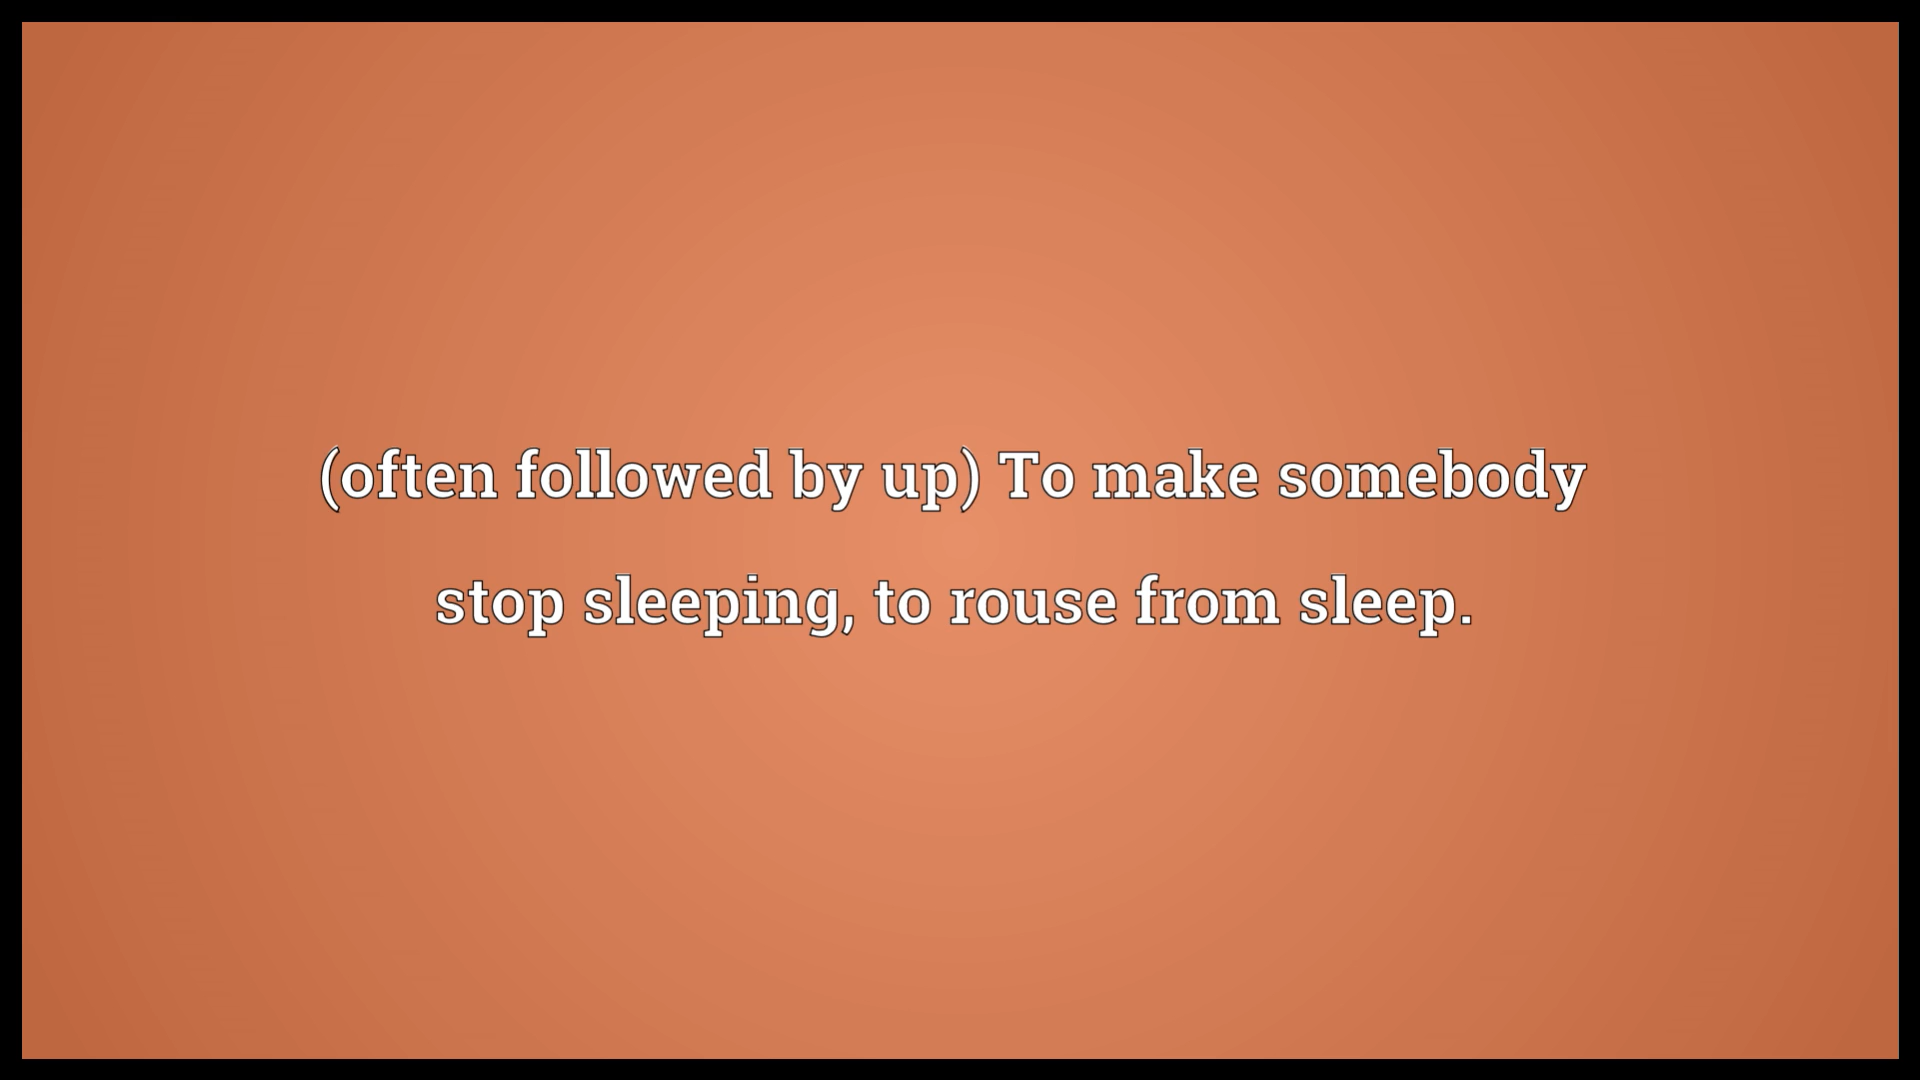 (often followed by up) To make somebody
stop sleeping, to rouse from sleep.